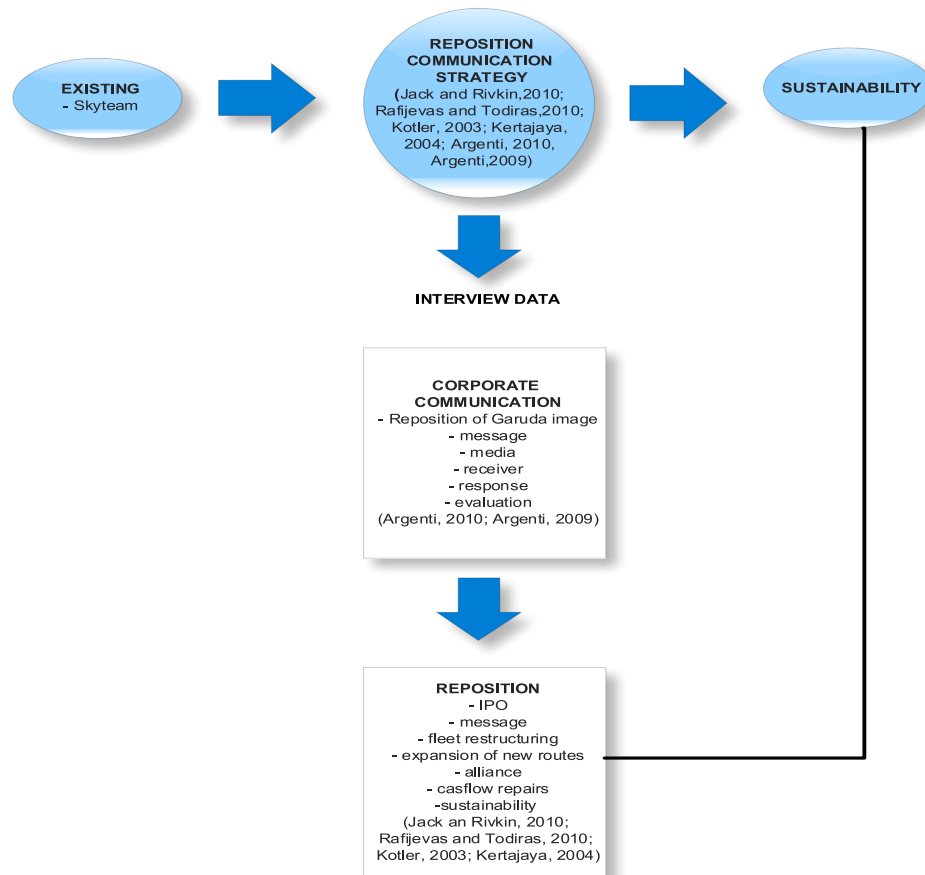 EXISTING
- Skyteam
REPOSITION
COMMUNICATION
STRATEGY
(Jack and Rivkin,2010;
Rafijevas and Todiras,2010;
Kotler, 2003; Kertajaya,
2004; Argenti, 2010,
Argenti,2009)
SUSTAINABILITY
INTERVIEW DATA
CORPORATE
COMMUNICATION
- Reposition of Garuda image
- message
- media
- receiver
- response
- evaluation
(Argenti, 2010; Argenti, 2009)
REPOSITION
- IPO
- message
- fleet restructuring
- expansion of new routes
- alliance
- casflow repairs
-sustainability
(Jack an Rivkin, 2010;
Rafijevas and Todiras, 2010;
Kotler, 2003; Kertajaya, 2004)